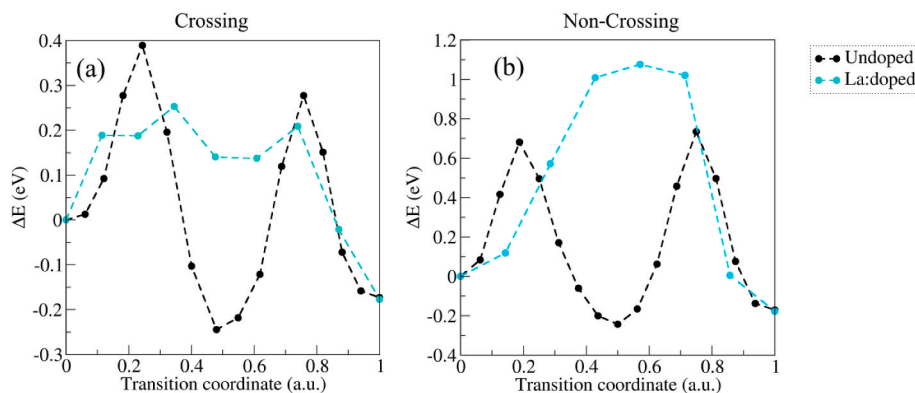 Crossing
Non-Crossing
(a)
(b)
Undoped
La:doped
0.4
0.3
0.2
0.1
0
-0.1
-0.2
-0.3
ΔE (eV)
0
0.2
0.4
0.6
0.8
1
Transition coordinate (a.u.)
1.2
1
0.8
0.6
0.4
0.2
0
-0.2
-0.4
ΔE (eV)
0
0.2
0.4
0.6
0.8
1
Transition coordinate (a.u.)